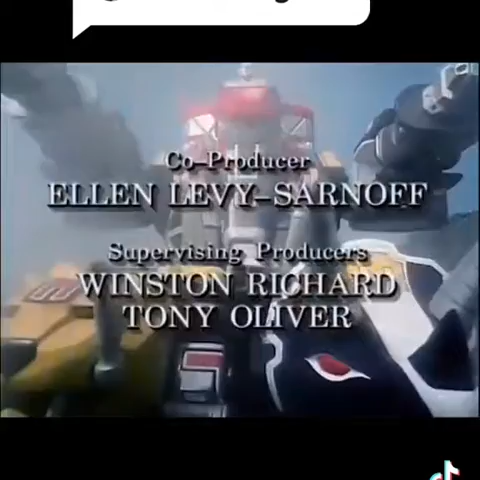 Co-Producer
ELLEN LEVY-SARNOFF
Supervising Producers
WINSTON RICHARD
TONY OLIVER